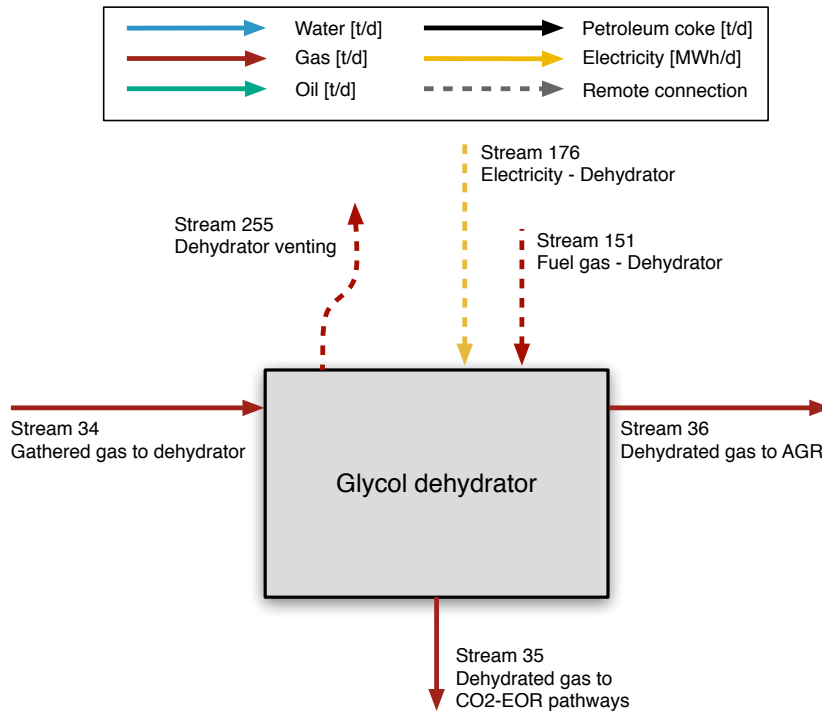 Water [t/d]
Gas [t/d]
Oil [t/d]
Petroleum coke [t/d]
Electricity [MWh/d]
Remote connection
Stream 176
Electricity - Dehydrator
Stream 255
Dehydrator venting
Stream 151
Fuel gas - Dehydrator
Stream 34
Gathered gas to dehydrator
Stream 36
Dehydrated gas to AGR
Glycol dehydrator
Stream 35
Dehydrated gas to
CO2-EOR pathways